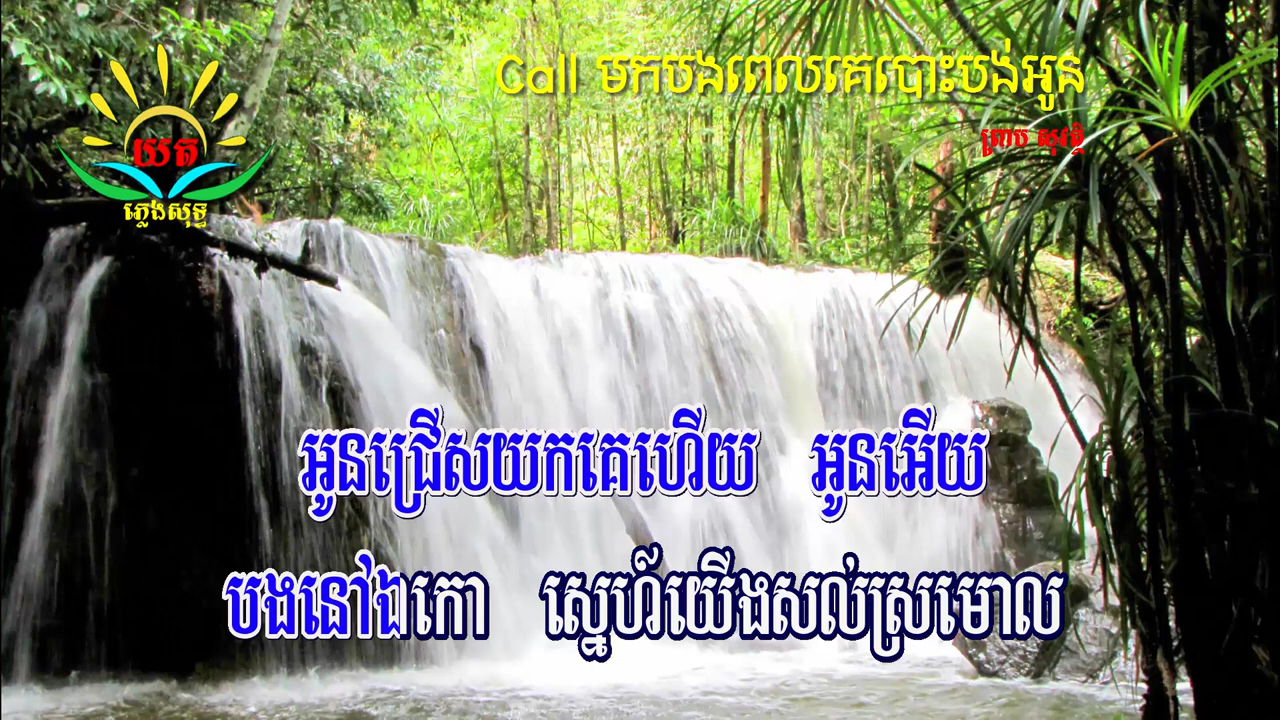 Call មកបងពេលគេបោះបង់អូន
ព្រាប សុវត្ថិ
យត
ភ្លេងសុទ្ធ
អូនជ្រើសយកគេហើយ អូនអើយ
បងនៅឯកោ ស្នេហ៍យើងសល់ស្រមោល